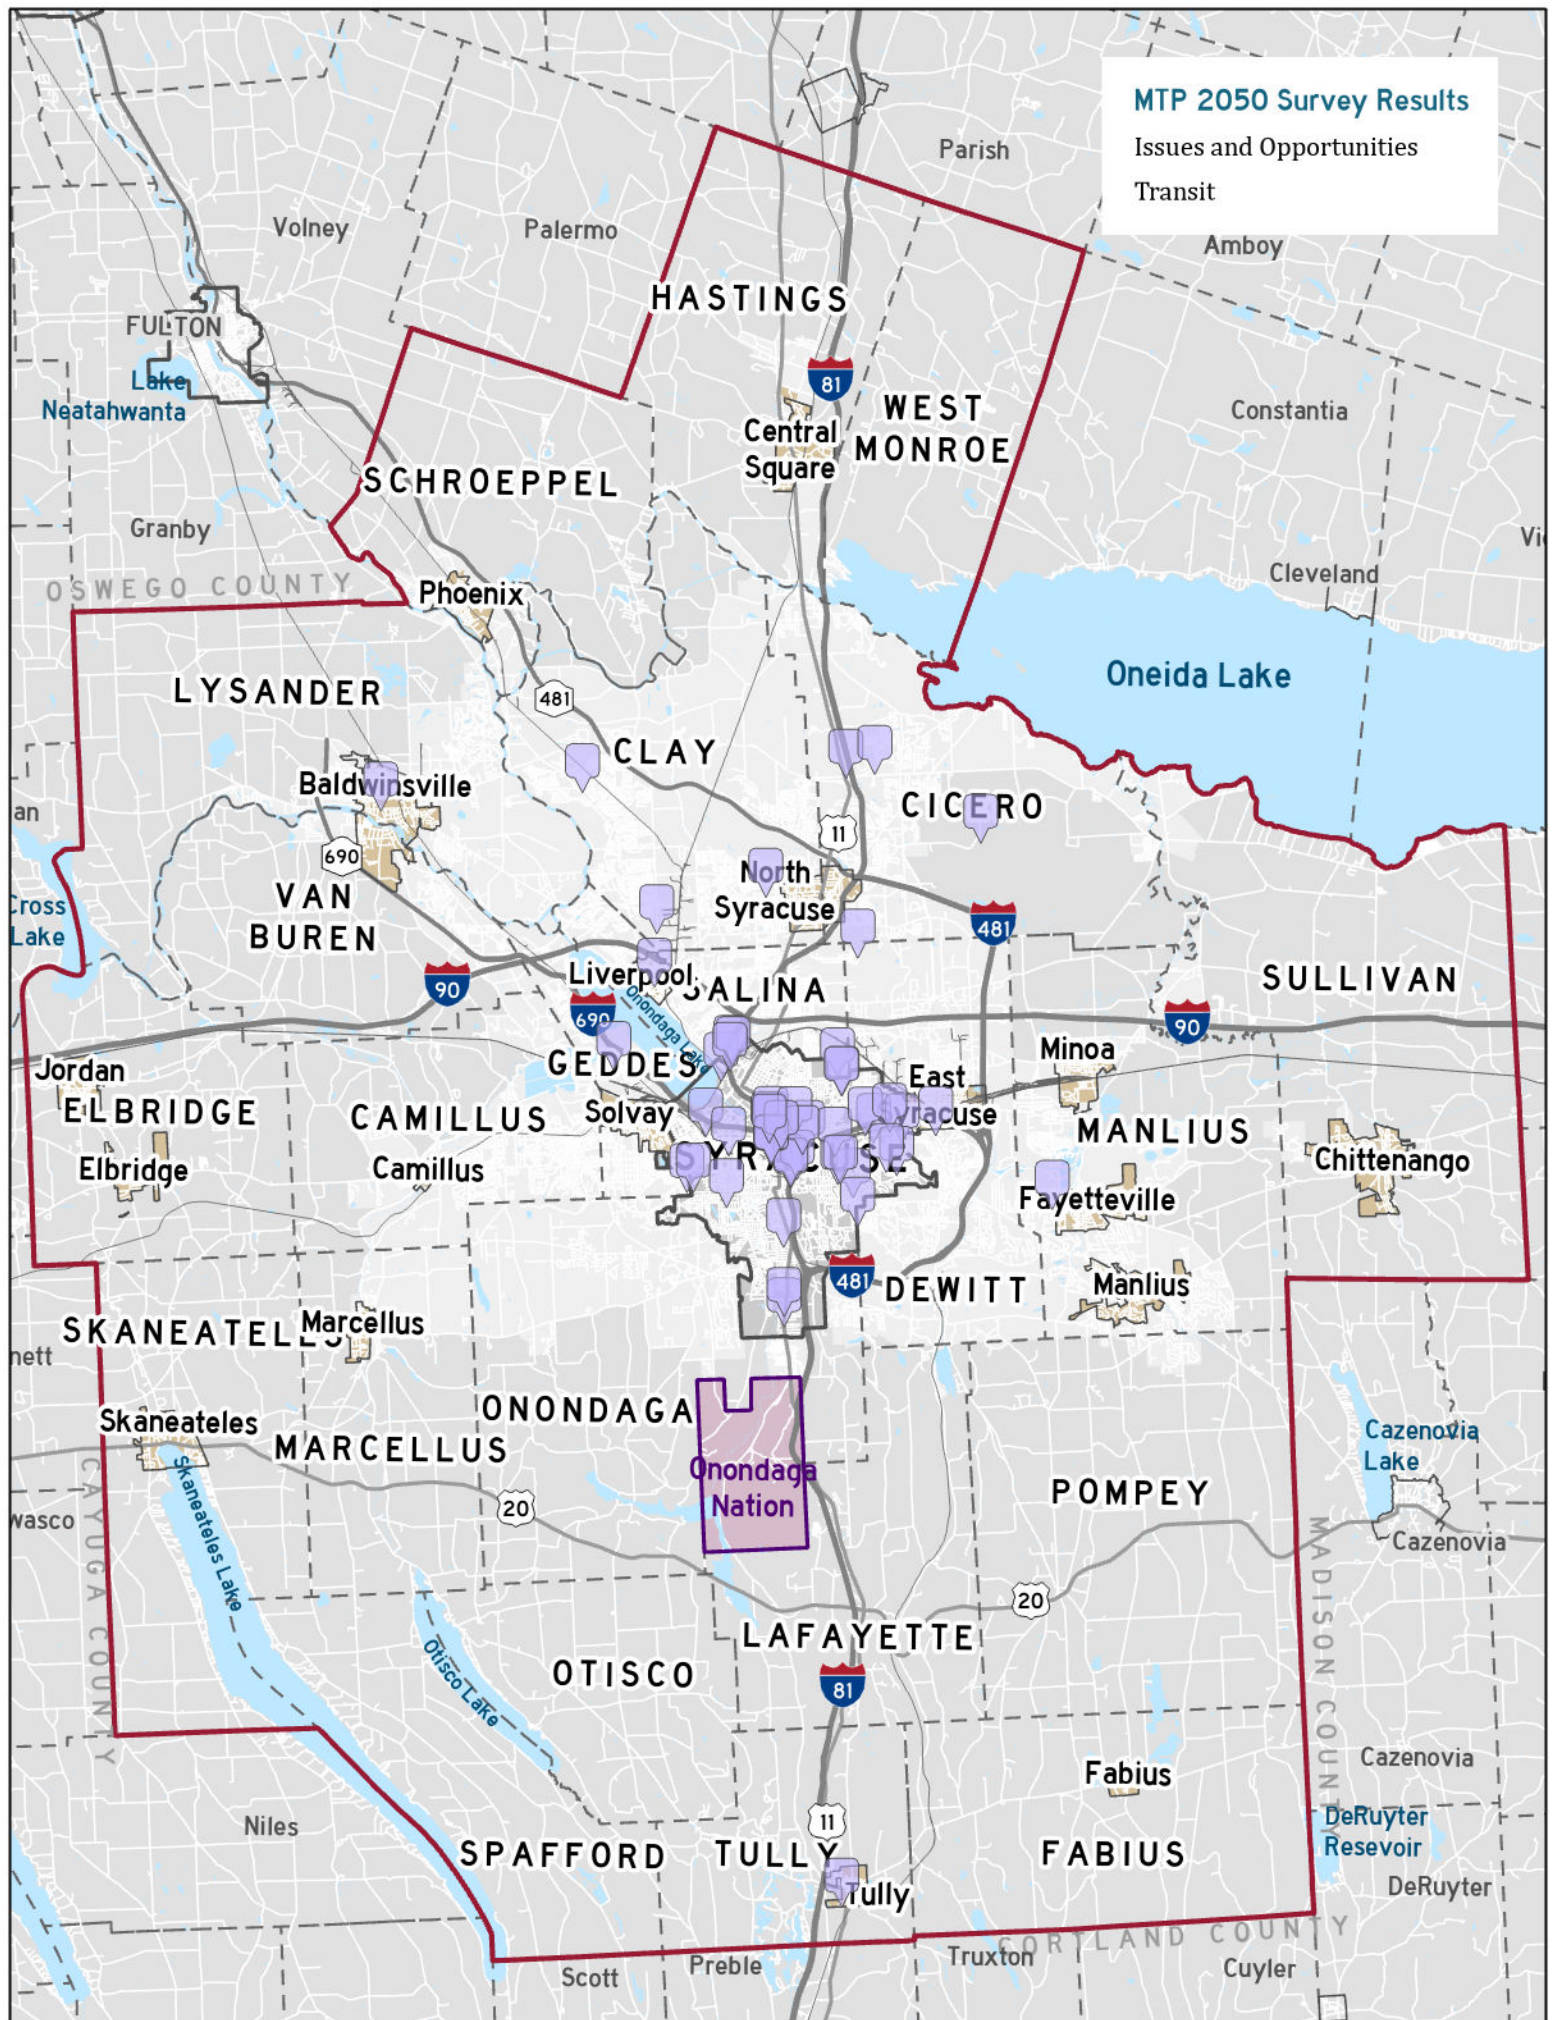 MTP 2050 Survey Results
Issues and Opportunities
Transit
Parish
Volney
Palermo
Amboy
HASTINGS
FULTON
Lake
Neatahwanta
81
WEST
MONROE
Constantia
Central
Square
SCHROEPPEL
Granby
Cleveland
OSWEGO COUNTY
Phoenix
Oneida Lake
LYSANDER
481
CLAY
Baldwinsville
CICERO
an
11
690
North
Syracuse
VAN
BUREN
Cross
Lake
481
SULLIVAN
Liverpool
SALINA
90
690
Onondaga Lake
90
Minoa
GEDDES
Jordan
East
Syracuse
ELBRIDGE
CAMILLUS
Solvay
MANLIUS
SYRACUSE
Elbridge
Camillus
Chittenango
Fayetteville
481
DEWITT
Manlius
SKANEATELES
Marcellus
nett
ONONDAGA
Skaneateles
MARCELLUS
Cazenovia
Lake
Onondaga
Nation
POMPEY
20
wasco
Skaneateles Lake
CAYUGA COUNTY
MADISON COUNTY
Cazenovia
20
LAFAYETTE
Otisco Lake
OTISCO
81
Cazenovia
Fabius
DeRuyter
Resevoir
Niles
11
SPAFFORD
TULLY
FABIUS
DeRuyter
Tully
CORTLAND COUNTY
Truxton
Preble
Scott
Cuyler